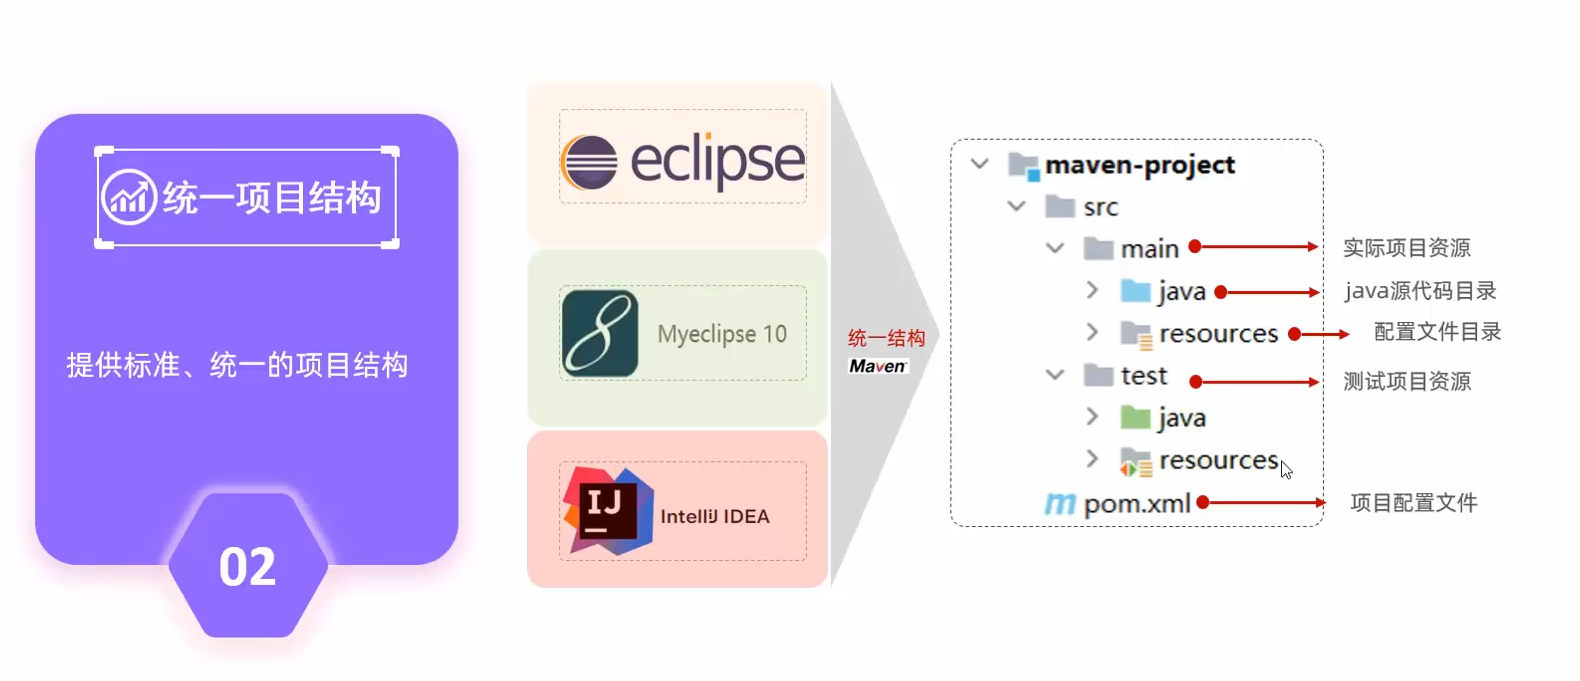 统一项目结构
提供标准、统一的项目结构
02
eclipse
8
Myeclipse 10
IJ
IntelliJ IDEA
统一结构
Maven
maven-project
src
main
实际项目资源
java
java源代码目录
resources
配置文件目录
test
测试项目资源
java
resources
m
pom.xml
项目配置文件